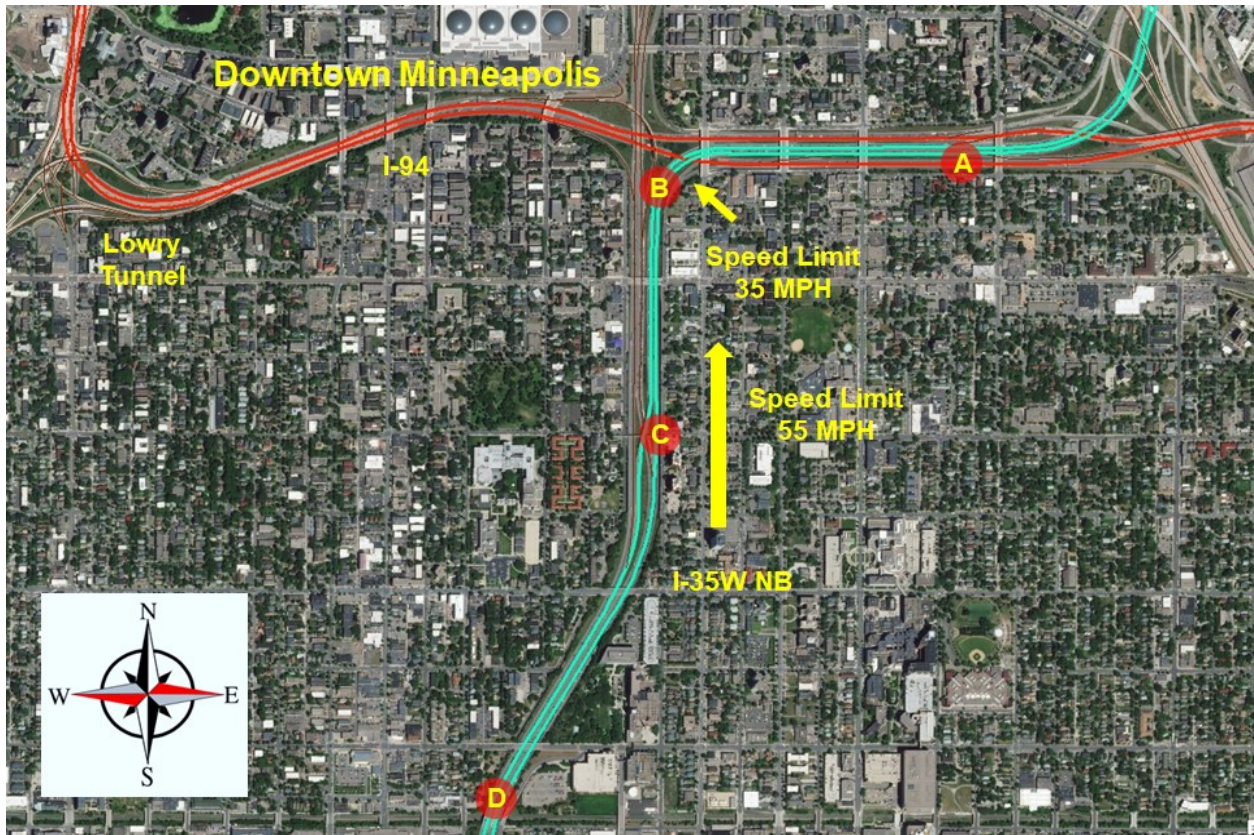 Downtown Minneapolis
I-94
A
B
Lowry
Tunnel
Speed Limit
35 MPH
Speed Limit
55 MPH
C
I-35W NB
N
W
E
S
D